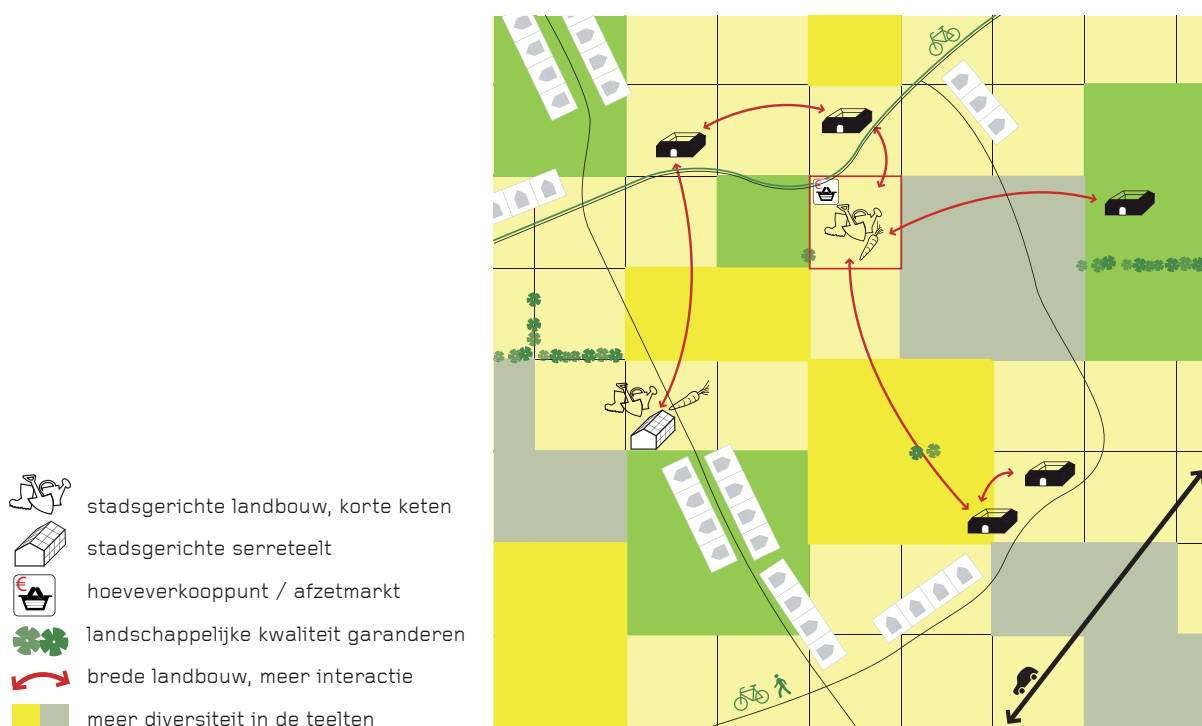 stadsgerichte landbouw, korte keten
stadsgerichte serreteelt
€
hoeveverkooppunt / afzetmarkt
landschappelijke kwaliteit garanderen
brede landbouw, meer interactie
meer diversiteit in de teelten
€